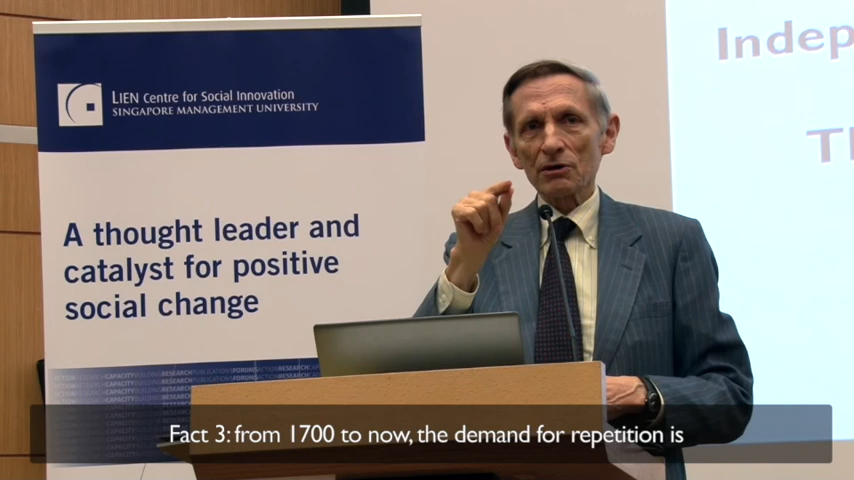 LIEN Centre for Social Innovation
SINGAPORE MANAGEMENT UNIVERSITY
A thought leader and
catalyst for positive
social change
Indep
Th
Fact 3: from 1700 to now, the demand for repetition is